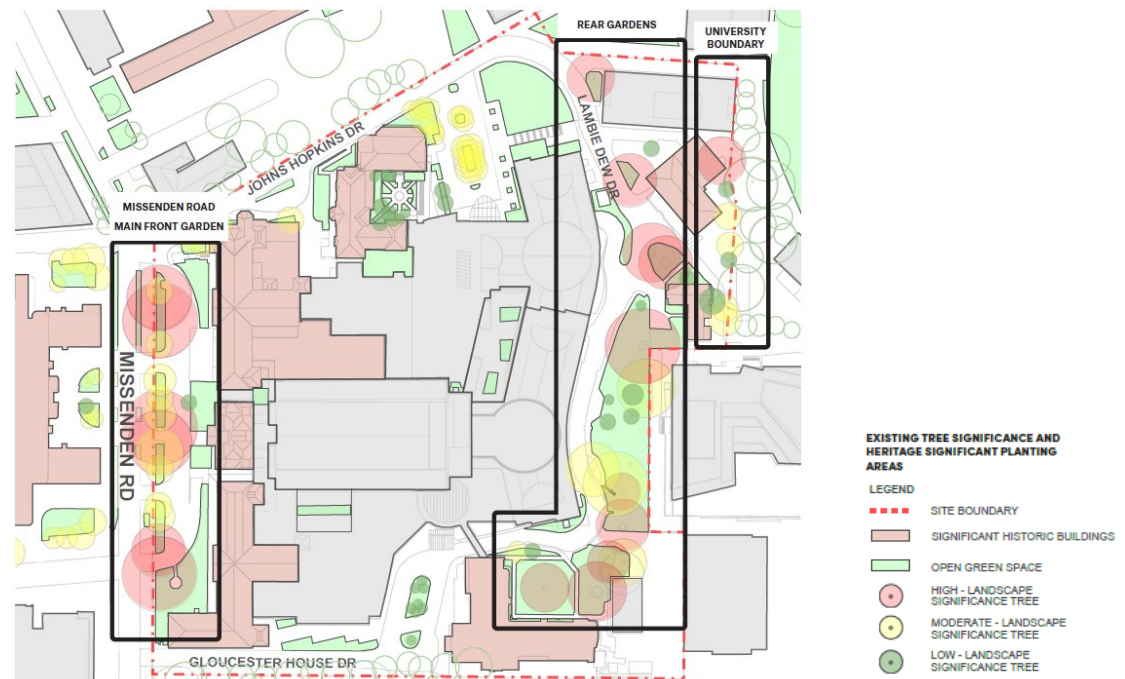 REAR GARDENS
UNIVERSITY
BOUNDARY
LAMBIE DEW DR
JOHNS HOPKINS DR
MISSENDEN ROAD
MAIN FRONT GARDEN
MISSENDEN RD
GLOUCESTER HOUSE DR
EXISTING TREE SIGNIFICANCE AND
HERITAGE SIGNIFICANT PLANTING
AREAS
LEGEND
SITE BOUNDARY
SIGNIFICANT HISTORIC BUILDINGS
OPEN GREEN SPACE
HIGH - LANDSCAPE
SIGNIFICANCE TREE
MODERATE - LANDSCAPE
SIGNIFICANCE TREE
LOW - LANDSCAPE
SIGNIFICANCE TREE